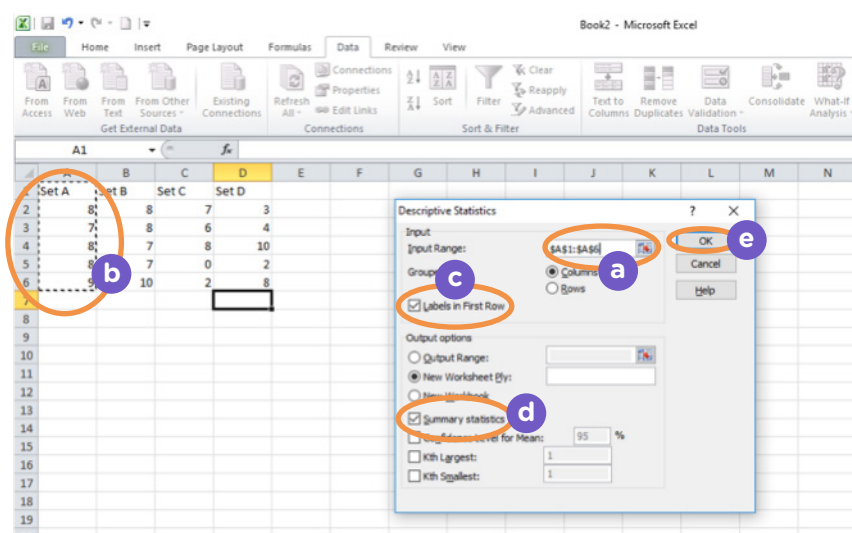 Book2 - Microsoft Excel
File Home Insert Page Layout Formulas Data Review View
From Access
From Web
From Text
From Other Sources
Existing Connections
Get External Data
Refresh All
Connections
Properties
Edit Links
Connections
Sort
Filter
Clear
Reapply
Advanced
Sort & Filter
Text to Columns
Remove Duplicates
Data Validation
Consolidate
What-If Analysis
Data Tools
A1 fx
A B C D E F G H I J K L M N
Set A Set B Set C Set D
2 8 8 7 3
3 7 8 6 4
4 8 7 8 10
5 8 7 0 2
6 9 10 2 8
7
8
9
10
11
12
13
14
15
16
17
18
19
b
Descriptive Statistics ? X
Input
Input Range: $A$1:$A$6
a
Columns
Rows
c
Labels in First Row
OK
e
Cancel
Help
Output options
Output Range:
New Worksheet Ply:
New Workbook
Summary statistics
d
Level for Mean: 95 %
Kth Largest: 1
Kth Smallest: 1